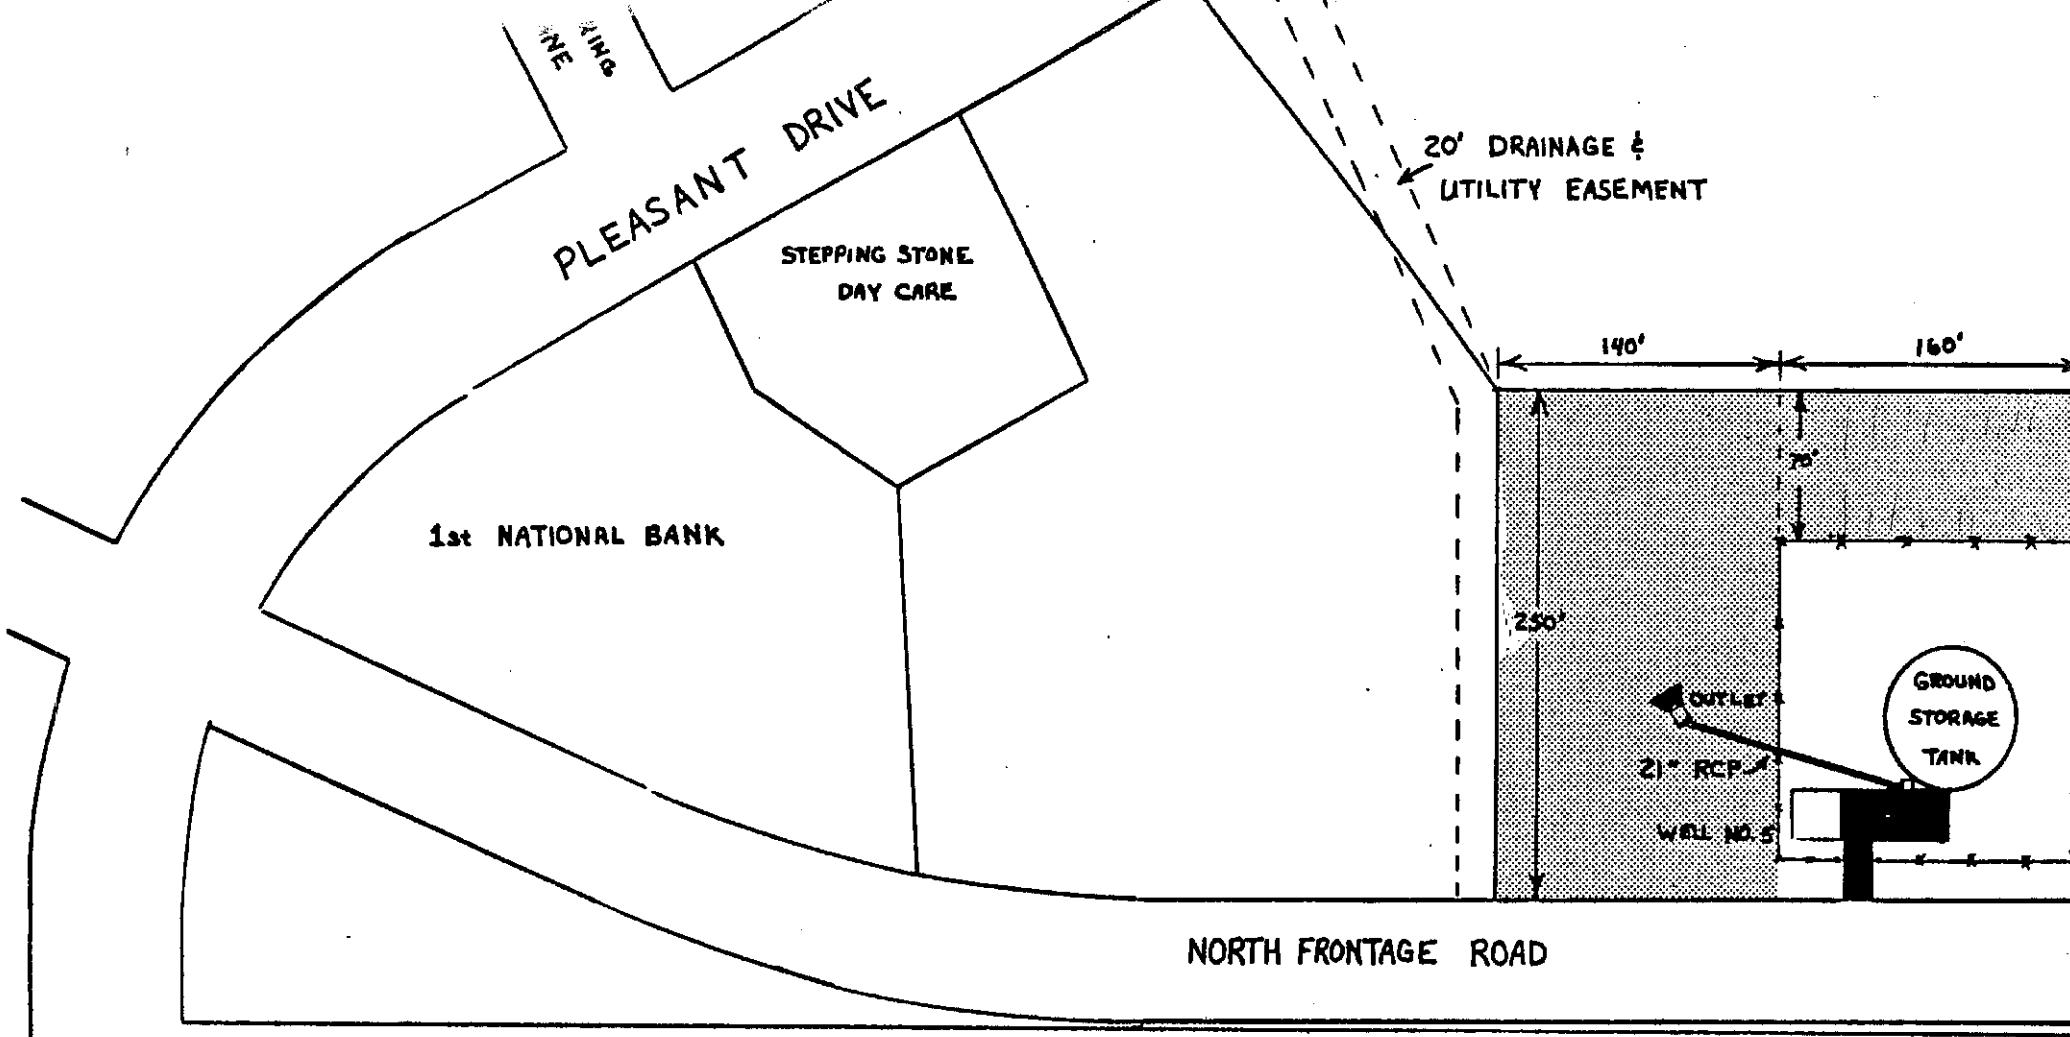 PLEASANT DRIVE
20' DRAINAGE &
UTILITY EASEMENT
STEPPING STONE
DAY CARE
140'
160'
1st NATIONAL BANK
250'
OUTLET
21" RCP
WELL NO. 5
GROUND
STORAGE
TANK
NORTH FRONTAGE ROAD